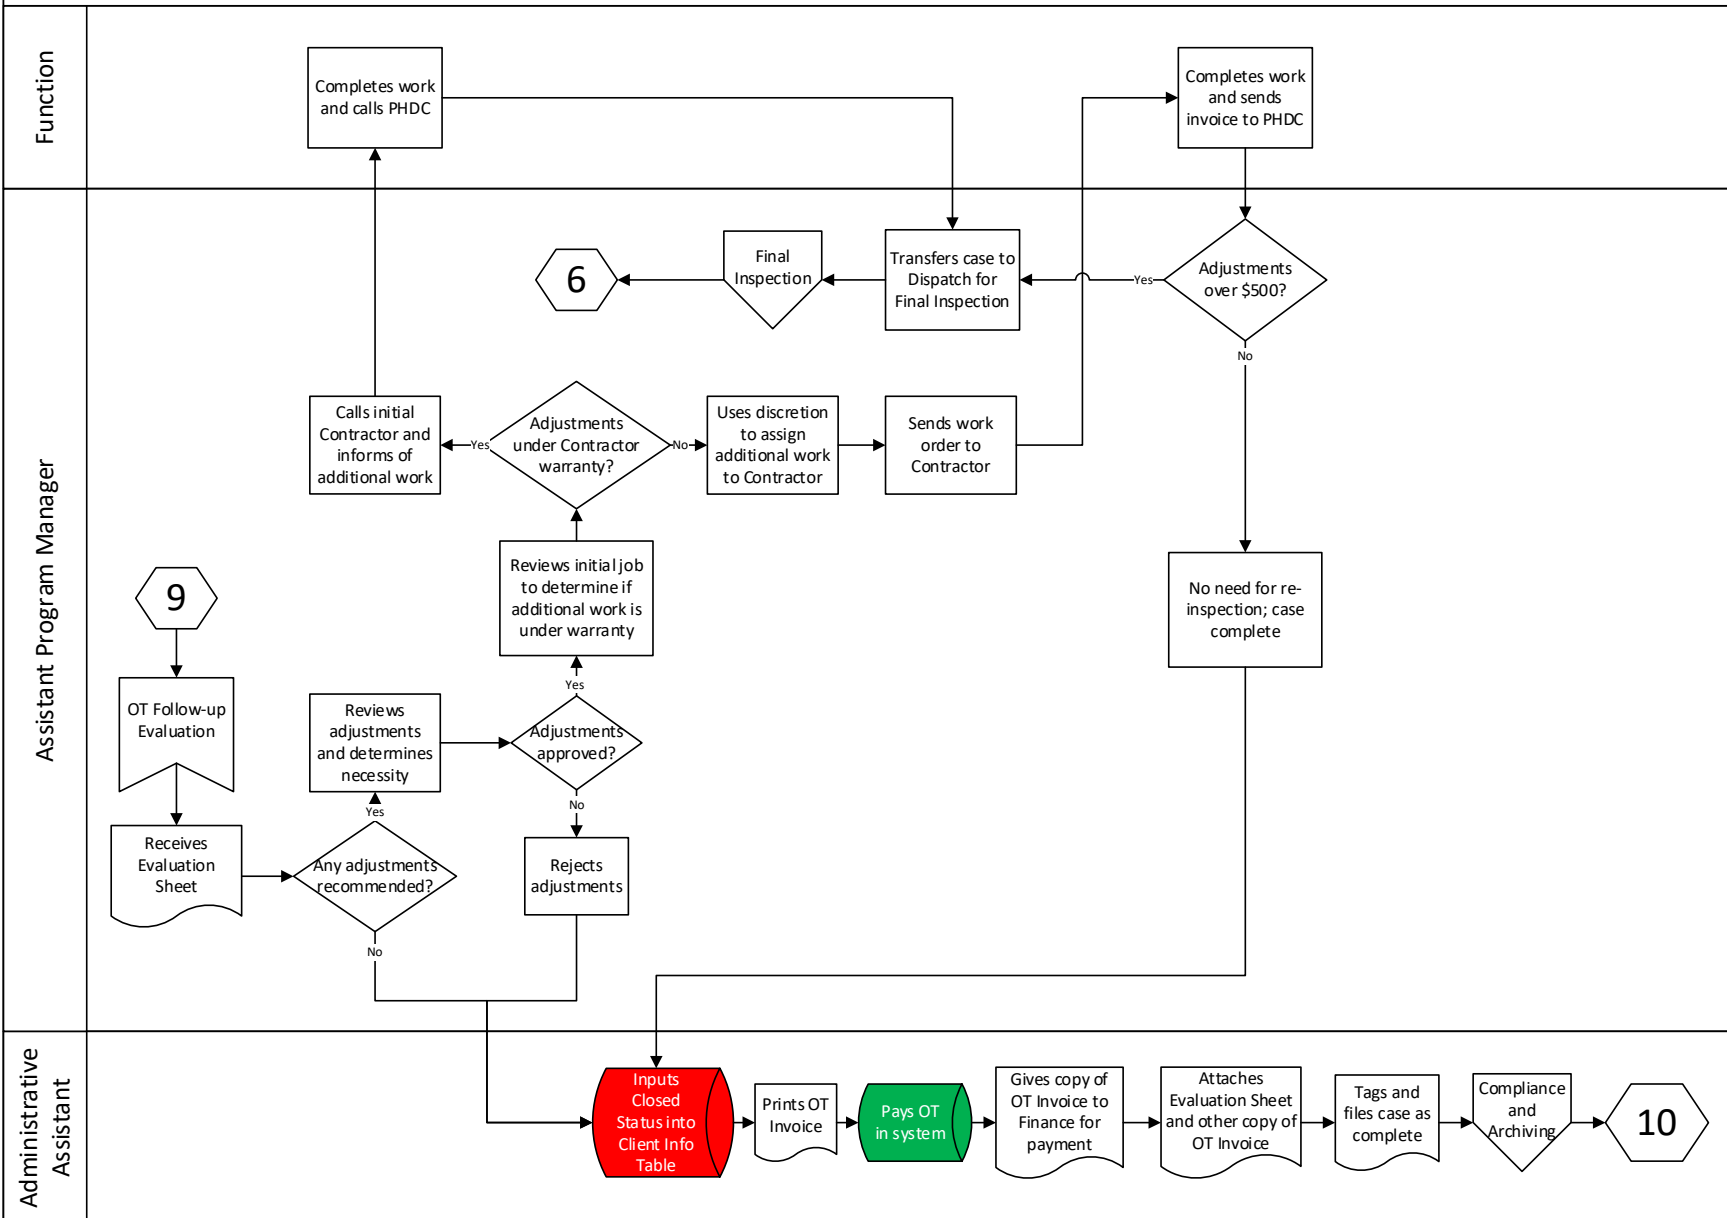 Function
Completes work
and calls PHDC
Completes work
and sends
invoice to PHDC
Assistant Program Manager
6
Final
Inspection
Transfers case to
Dispatch for
Final Inspection
Yes
Adjustments
over $500?
No
Calls initial
Contractor and
informs of
additional work
Yes
Adjustments
under Contractor
warranty?
No
Uses discretion
to assign
additional work
to Contractor
Sends work
order to
Contractor
Reviews initial job
to determine if
additional work is
under warranty
No need for re-
inspection; case
complete
9
OT Follow-up
Evaluation
Reviews
adjustments
and determines
necessity
Yes
Adjustments
approved?
No
Yes
Receives
Evaluation
Sheet
Any adjustments
recommended?
No
Rejects
adjustments
Administrative
Assistant
Inputs
Closed
Status into
Client Info
Table
Prints OT
Invoice
Pays OT
in system
Gives copy of
OT Invoice to
Finance for
payment
Attaches
Evaluation Sheet
and other copy of
OT Invoice
Tags and
files case as
complete
Compliance
and
Archiving
10